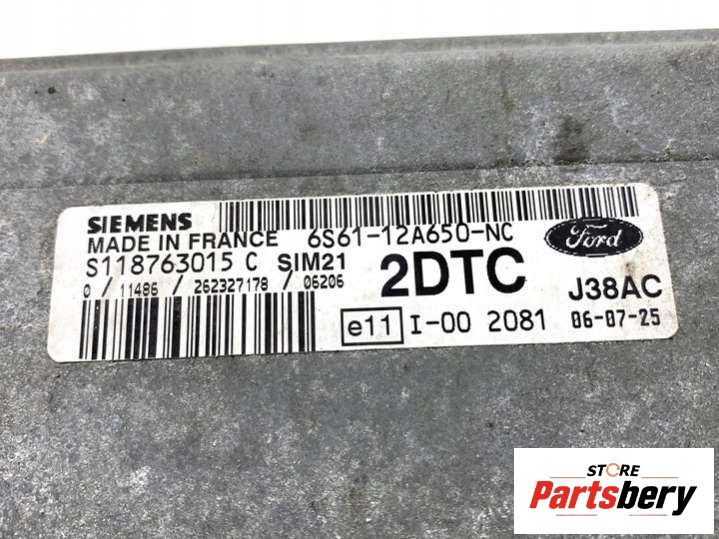 SIEMENS
MADE IN FRANCE 6S61-12A650-NC
Ford
S118763015 C SIM21 2DTC J38AC
0 / 11486 / 262327178 / 06206
e11 I-00 2081 06-07-25
STORE
Partsbery